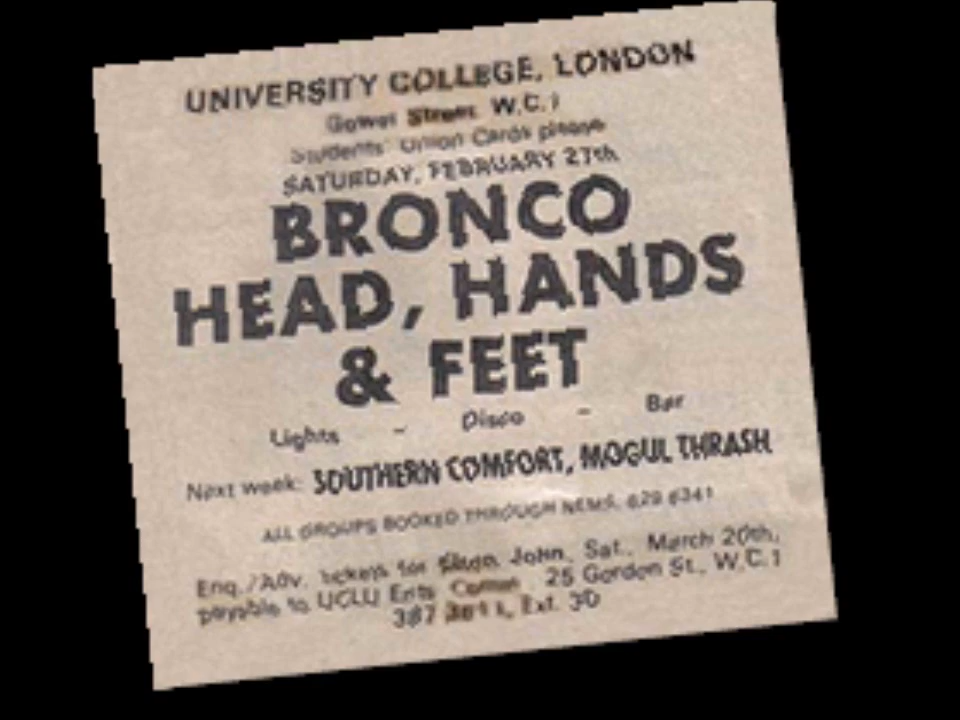 UNIVERSITY COLLEGE, LONDON
Gower Street, W.C.1
Students' Union Cards please
SATURDAY, FEBRUARY 27th
BRONCO
HEAD, HANDS
& FEET
Lights - Disco - Bar
Next week: SOUTHERN COMFORT, MOGUL THRASH
ALL GROUPS BOOKED THROUGH NEMS. 629 6341
Enq./Adv. tickets for Elton John, Sat., March 20th,
payable to UCLU Ents 25 Gordon St., W.C.1
387 Ext. 30